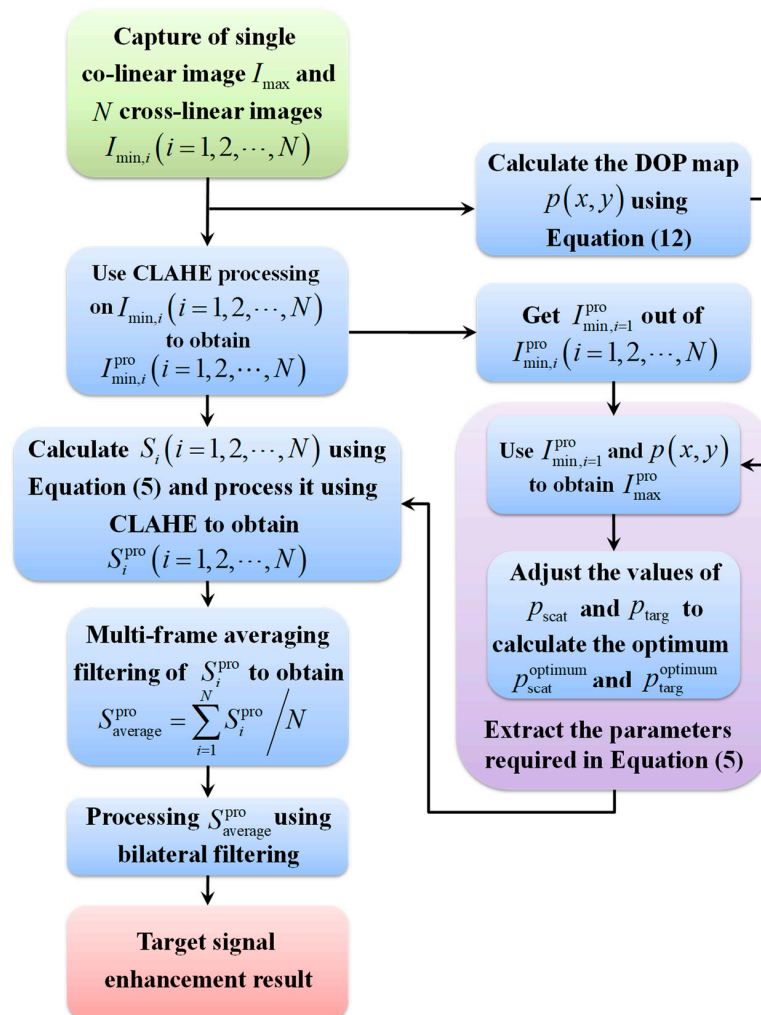 Capture of single
co-linear image I_max and
N cross-linear images
I_min,i (i = 1, 2, ⋯, N)
Calculate the DOP map
p(x, y) using
Equation (12)
Use CLAHE processing
on I_min,i (i = 1, 2, ⋯, N)
to obtain
I^pro_min,i (i = 1, 2, ⋯, N)
Get I^pro_min,i=1 out of
I^pro_min,i (i = 1, 2, ⋯, N)
Calculate S_i (i = 1, 2, ⋯, N) using
Equation (5) and process it using
CLAHE to obtain
S^pro_i (i = 1, 2, ⋯, N)
Use I^pro_min,i=1 and p(x, y)
to obtain I^pro_max
Adjust the values of
p_scat and p_targ to
calculate the optimum
p^optimum_scat and p^optimum_targ
Extract the parameters
required in Equation (5)
Multi-frame averaging
filtering of S^pro_i to obtain
S^pro_average = ∑^N_i=1 S^pro_i / N
Processing S^pro_average using
bilateral filtering
Target signal
enhancement result